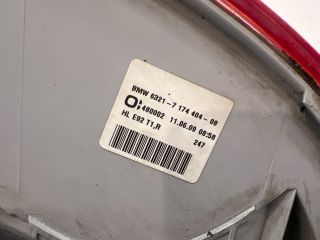 BMW 6321-7 174 404-08
480002 11.06.09 08:58
HL E92 T1,R
247